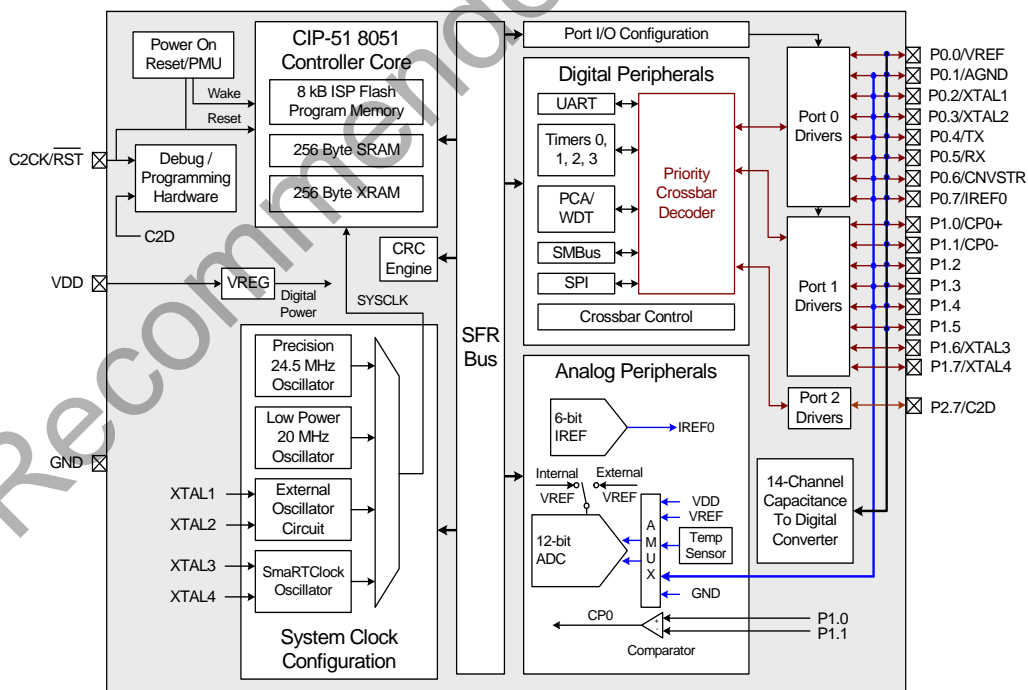 Power On
Reset/PMU
Wake
Reset
C2CK/RST
Debug /
Programming
Hardware
C2D
CIP-51 8051
Controller Core
8 kB ISP Flash
Program Memory
256 Byte SRAM
256 Byte XRAM
VDD
VREG
Digital
Power
SYSCLK
CRC
Engine
Precision
24.5 MHz
Oscillator
Low Power
20 MHz
Oscillator
GND
XTAL1
XTAL2
External
Oscillator
Circuit
XTAL3
XTAL4
SmaRTClock
Oscillator
System Clock
Configuration
SFR
Bus
Port I/O Configuration
Digital Peripherals
UART
Timers 0,
1, 2, 3
PCA/
WDT
SMBus
SPI
Priority
Crossbar
Decoder
Crossbar Control
Analog Peripherals
6-bit
IREF
IREF0
Internal
VREF
External
VREF
12-bit
ADC
A
M
U
X
VDD
VREF
Temp
Sensor
GND
CP0
+
-
Comparator
P1.0
P1.1
Port 0
Drivers
Port 1
Drivers
Port 2
Drivers
14-Channel
Capacitance
To Digital
Converter
P0.0/VREF
P0.1/AGND
P0.2/XTAL1
P0.3/XTAL2
P0.4/TX
P0.5/RX
P0.6/CNVSTR
P0.7/IREF0
P1.0/CP0+
P1.1/CP0-
P1.2
P1.3
P1.4
P1.5
P1.6/XTAL3
P1.7/XTAL4
P2.7/C2D
Recommende